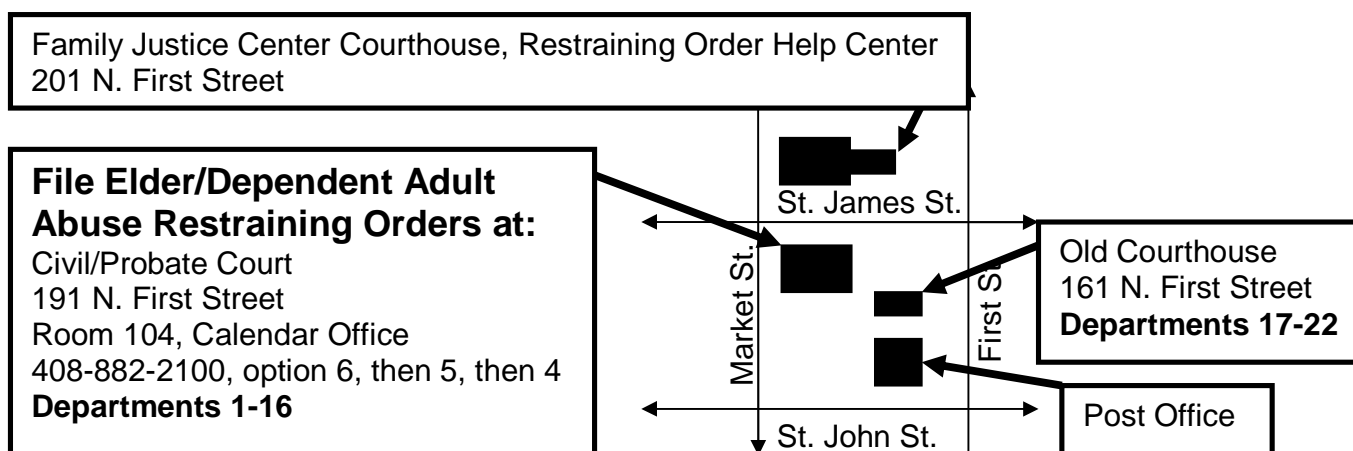 Family Justice Center Courthouse, Restraining Order Help Center
201 N. First Street
File Elder/Dependent Adult
Abuse Restraining Orders at:
Civil/Probate Court
191 N. First Street
Room 104, Calendar Office
408-882-2100, option 6, then 5, then 4
Departments 1-16
St. James St.
Market St.
First St
Old Courthouse
161 N. First Street
Departments 17-22
Post Office
St. John St.